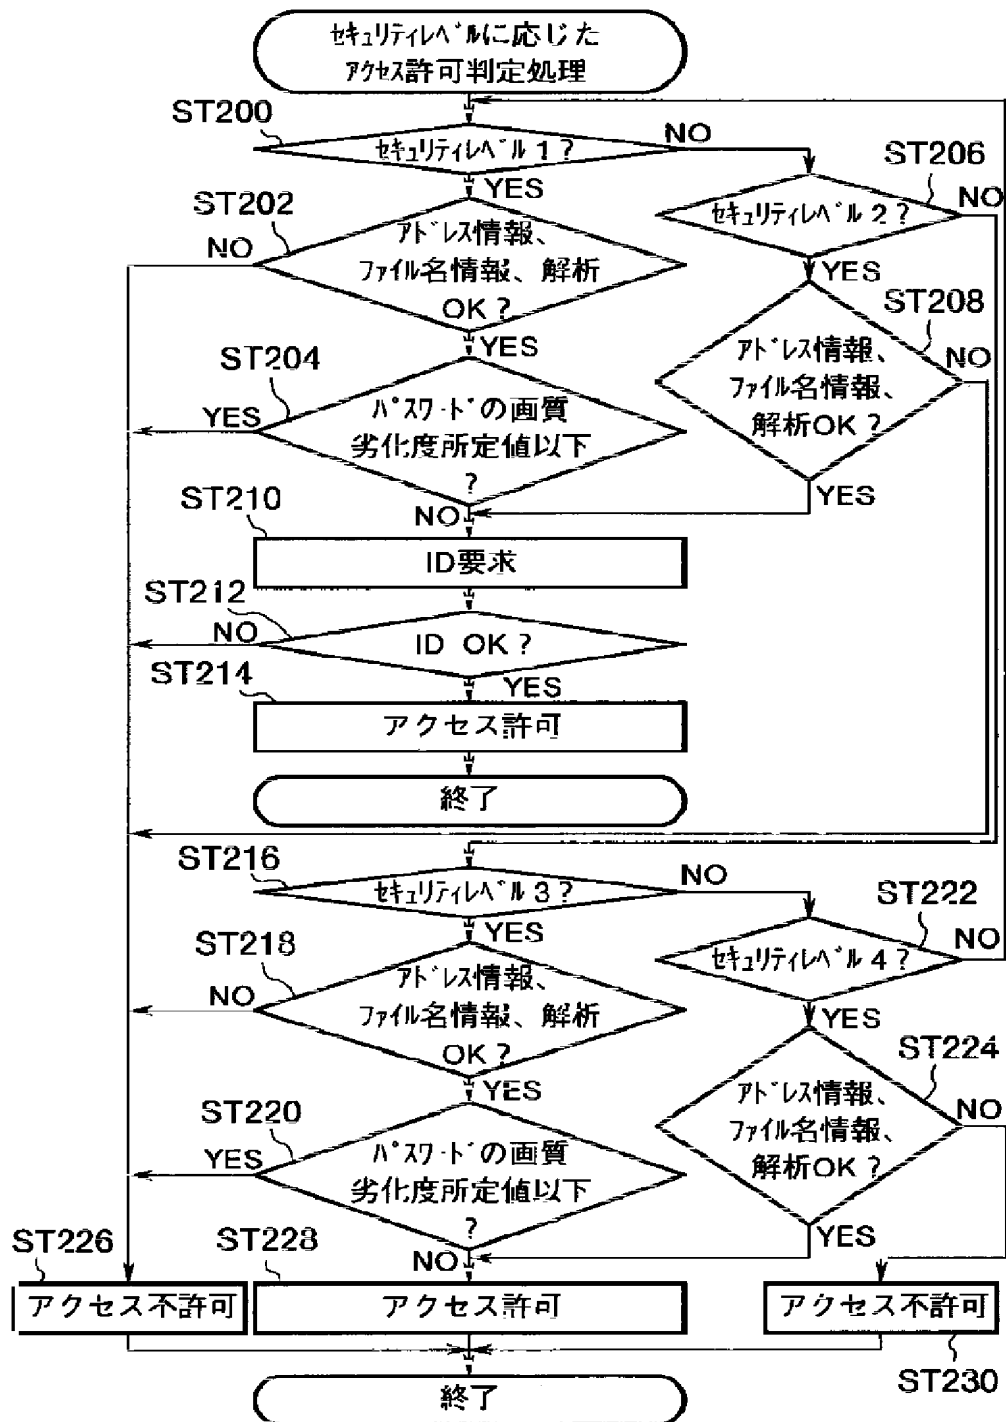 セキュリティレベルに応じた
アクセス許可判定処理
ST200
セキュリティレベル1?
NO
YES
ST206
セキュリティレベル2?
NO
YES
ST202
NO
アドレス情報、
ファイル名情報、解析
OK?
YES
ST208
アドレス情報、
ファイル名情報、
解析OK?
NO
YES
ST204
YES
パスワードの画質
劣化度所定値以下
?
NO
ST210
ID要求
ST212
NO
ID OK?
YES
ST214
アクセス許可
終了
ST216
セキュリティレベル3?
NO
YES
ST222
セキュリティレベル4?
NO
YES
ST218
NO
アドレス情報、
ファイル名情報、解析
OK?
YES
ST224
アドレス情報、
ファイル名情報、
解析OK?
NO
YES
ST220
YES
パスワードの画質
劣化度所定値以下
?
NO
ST226
アクセス不許可
ST228
アクセス許可
アクセス不許可
ST230
終了